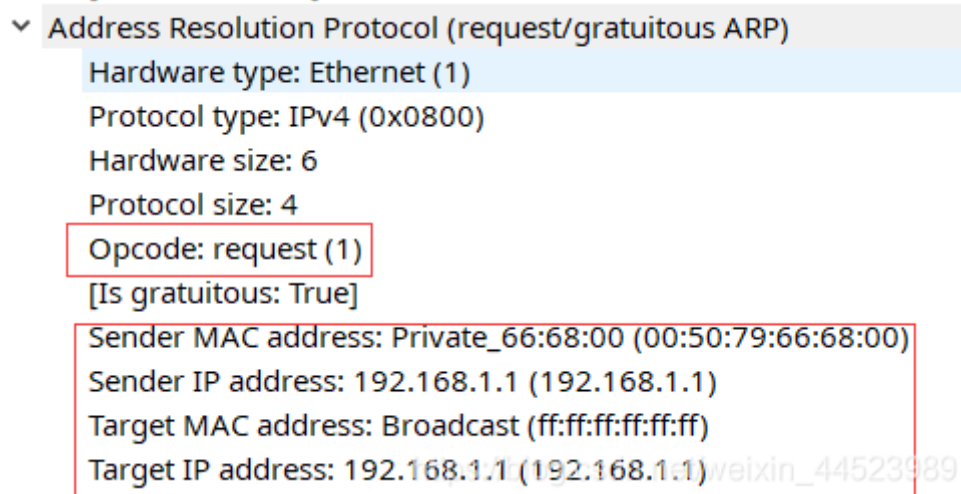 Address Resolution Protocol (request/gratuitous ARP)
Hardware type: Ethernet (1)
Protocol type: IPv4 (0x0800)
Hardware size: 6
Protocol size: 4
Opcode: request (1)
[Is gratuitous: True]
Sender MAC address: Private_66:68:00 (00:50:79:66:68:00)
Sender IP address: 192.168.1.1 (192.168.1.1)
Target MAC address: Broadcast (ff:ff:ff:ff:ff:ff)
Target IP address: 192.168.1.1 (192.168.1.1)
weixin_44523989